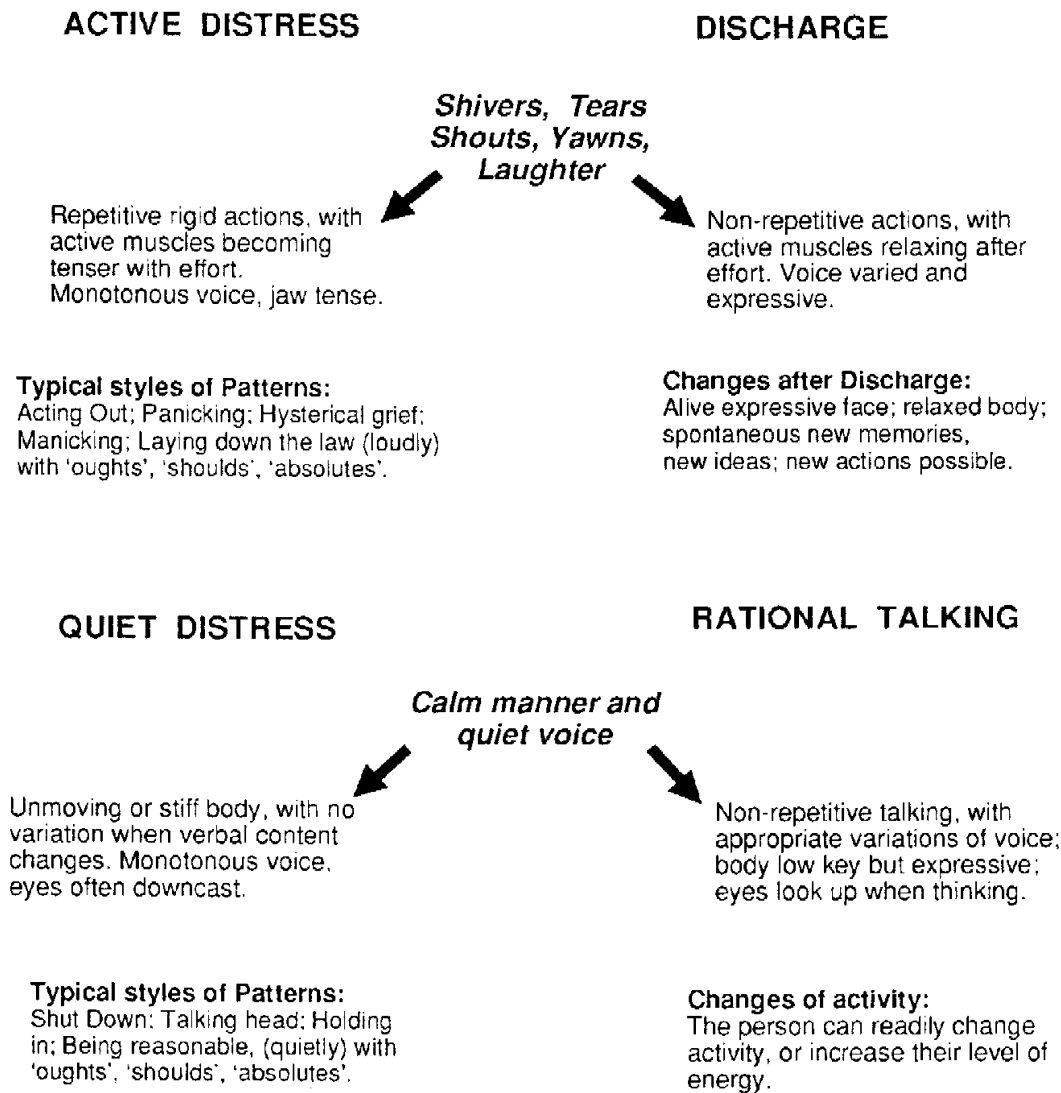 ACTIVE DISTRESS
DISCHARGE
Shivers, Tears
Shouts, Yawns,
Laughter
Repetitive rigid actions, with
active muscles becoming
tenser with effort.
Monotonous voice, jaw tense.
Non-repetitive actions, with
active muscles relaxing after
effort. Voice varied and
expressive.
Typical styles of Patterns:
Acting Out; Panicking; Hysterical grief;
Manicking; Laying down the law (loudly)
with ‘oughts’, ‘shoulds’, ‘absolutes’.
Changes after Discharge:
Alive expressive face; relaxed body;
spontaneous new memories,
new ideas; new actions possible.
QUIET DISTRESS
RATIONAL TALKING
Calm manner and
quiet voice
Unmoving or stiff body, with no
variation when verbal content
changes. Monotonous voice,
eyes often downcast.
Non-repetitive talking, with
appropriate variations of voice;
body low key but expressive;
eyes look up when thinking.
Typical styles of Patterns:
Shut Down; Talking head; Holding
in; Being reasonable, (quietly) with
‘oughts’, ‘shoulds’, ‘absolutes’.
Changes of activity:
The person can readily change
activity, or increase their level of
energy.